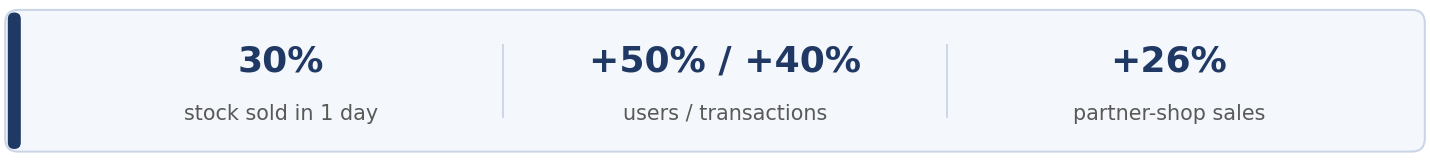 30%
stock sold in 1 day
+50% / +40%
users / transactions
+26%
partner-shop sales